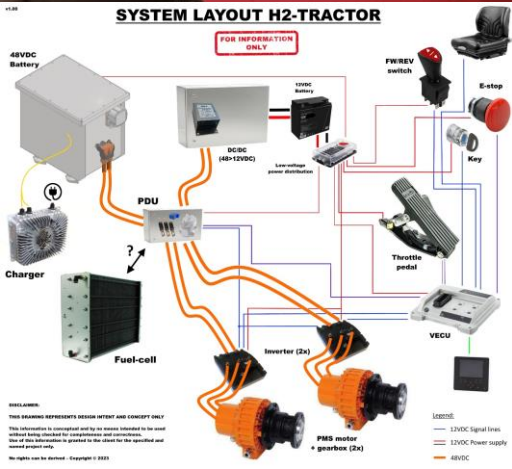 v1.00
SYSTEM LAYOUT H2-TRACTOR
FOR INFORMATION
ONLY
48VDC
Battery
12VDC
Battery
FW/REV
switch
E-stop
DC/DC
(48>12VDC)
Low-voltage
power distribution
Key
PDU
?
Charger
Throttle
pedal
VECU
Fuel-cell
Inverter (2x)
PMS motor
+ gearbox (2x)
DISCLAIMER:
THIS DRAWING REPRESENTS DESIGN INTENT AND CONCEPT ONLY
This information is conceptual and by no means intended to be used
without being checked for completeness and correctness.
Use of this information is granted to the client for the specified and
named project only.
No rights can be derived - Copyright © 2023
Legend:
12VDC Signal lines
12VDC Power supply
48VDC